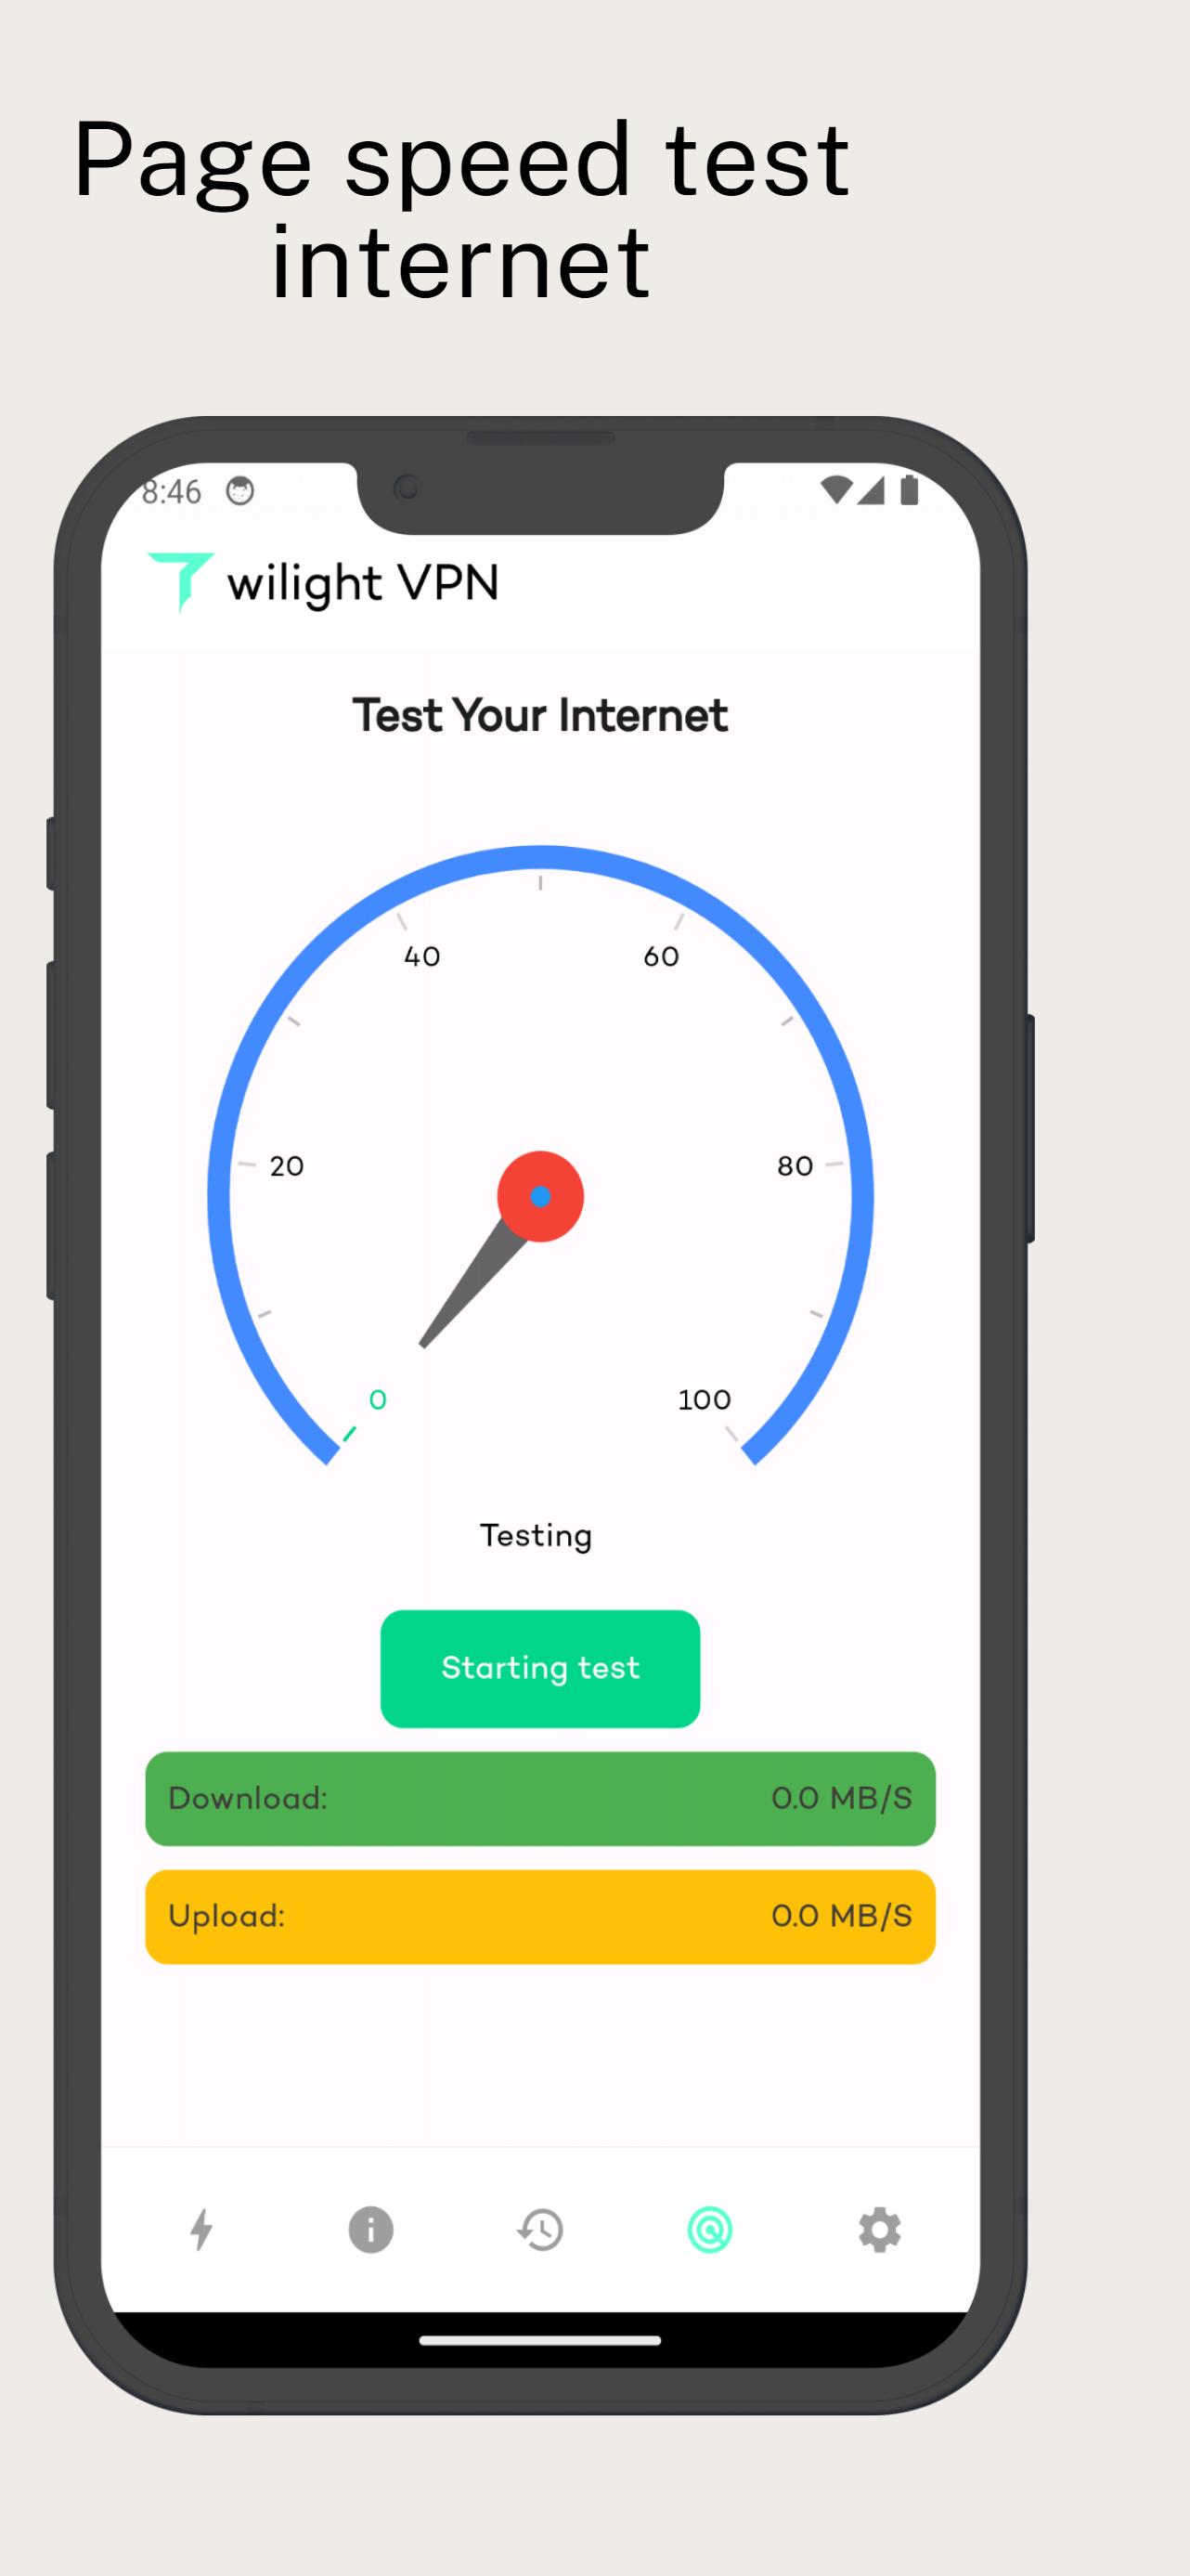 Page speed test
internet
8:46
wilight VPN
Test Your Internet
40
60
20
80
0
100
Testing
Starting test
Download: 0.0 MB/S
Upload: 0.0 MB/S